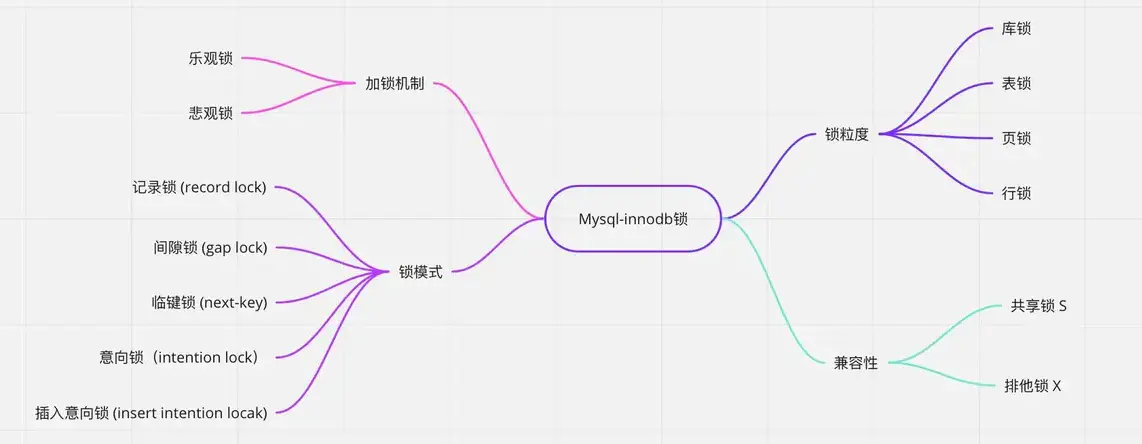 Mysql-innodb锁
加锁机制
乐观锁
悲观锁
锁模式
记录锁 (record lock)
间隙锁 (gap lock)
临键锁 (next-key)
意向锁（intention lock）
插入意向锁 (insert intention locak)
锁粒度
库锁
表锁
页锁
行锁
兼容性
共享锁 S
排他锁 X